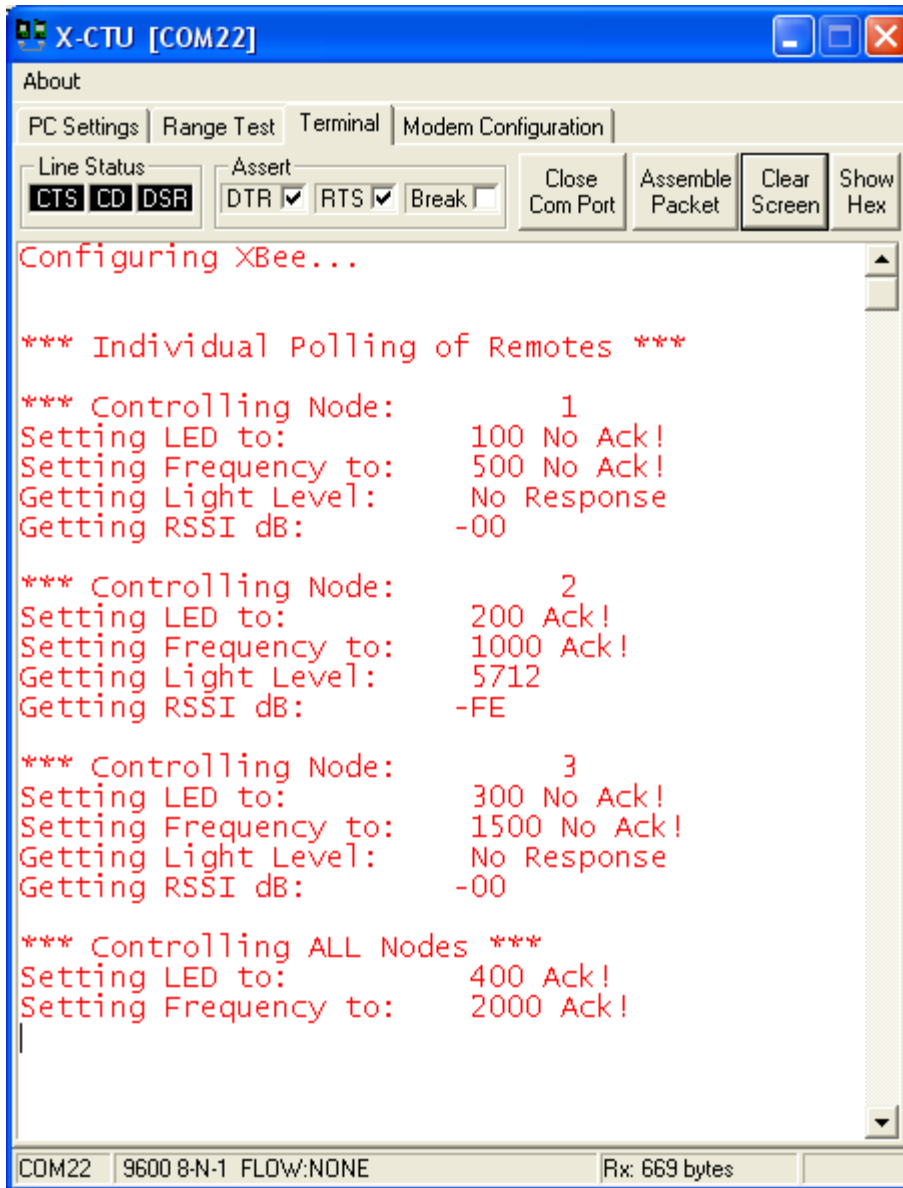 X-CTU [COM22]
About
PC Settings Range Test Terminal Modem Configuration
Line Status Assert
CTS CD DSR DTR RTS Break
Close Com Port
Assemble Packet
Clear Screen
Show Hex
Configuring XBee...
*** Individual Polling of Remotes ***
*** Controlling Node: 1
Setting LED to: 100 No Ack!
Setting Frequency to: 500 No Ack!
Getting Light Level: No Response
Getting RSSI dB: -00
*** Controlling Node: 2
Setting LED to: 200 Ack!
Setting Frequency to: 1000 Ack!
Getting Light Level: 5712
Getting RSSI dB: -FE
*** Controlling Node: 3
Setting LED to: 300 No Ack!
Setting Frequency to: 1500 No Ack!
Getting Light Level: No Response
Getting RSSI dB: -00
*** Controlling ALL Nodes ***
Setting LED to: 400 Ack!
Setting Frequency to: 2000 Ack!
COM22 9600 8-N-1 FLOW:NONE Rx: 669 bytes